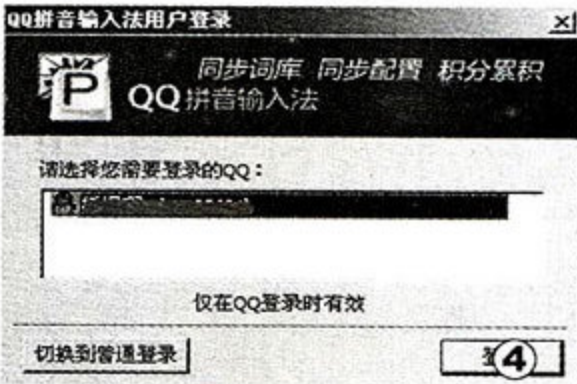 QQ拼音输入法用户登录
同步词库 同步配置 积分累积
P
QQ拼音输入法
请选择您需要登录的QQ：
仅在QQ登录时有效
切换到普通登录
④